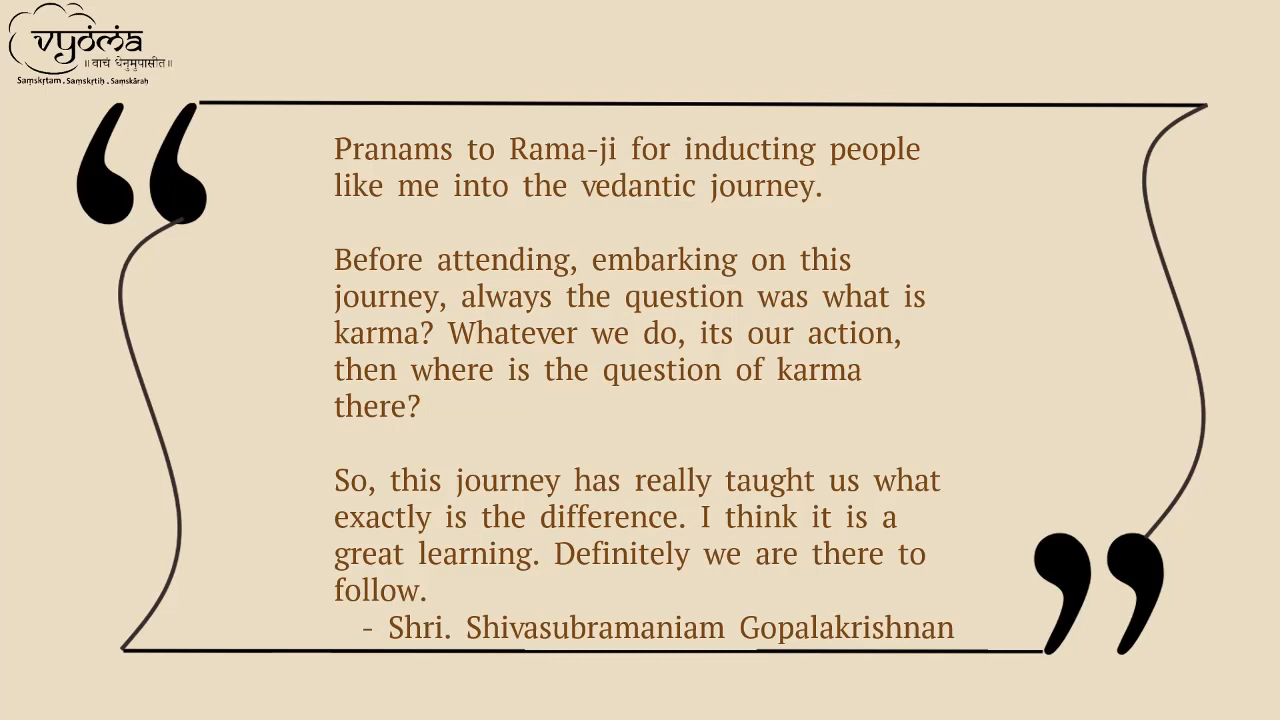 vyoma
॥ वाचं धेनुमुपासीत॥
Saṃskṛtam . Saṃskṛtiḥ . Saṃskāraḥ
Pranams to Rama-ji for inducting people
like me into the vedantic journey.
Before attending, embarking on this
journey, always the question was what is
karma? Whatever we do, its our action,
then where is the question of karma
there?
So, this journey has really taught us what
exactly is the difference. I think it is a
great learning. Definitely we are there to
follow.
- Shri. Shivasubramaniam Gopalakrishnan